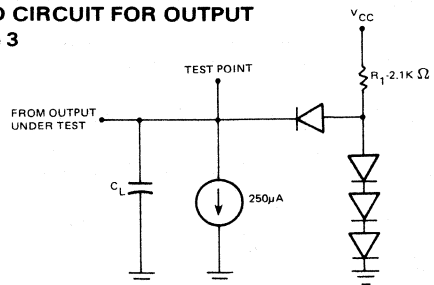 CIRCUIT FOR OUTPUT
3
VCC
R1-2.1K Ω
TEST POINT
FROM OUTPUT
UNDER TEST
CL
250μA